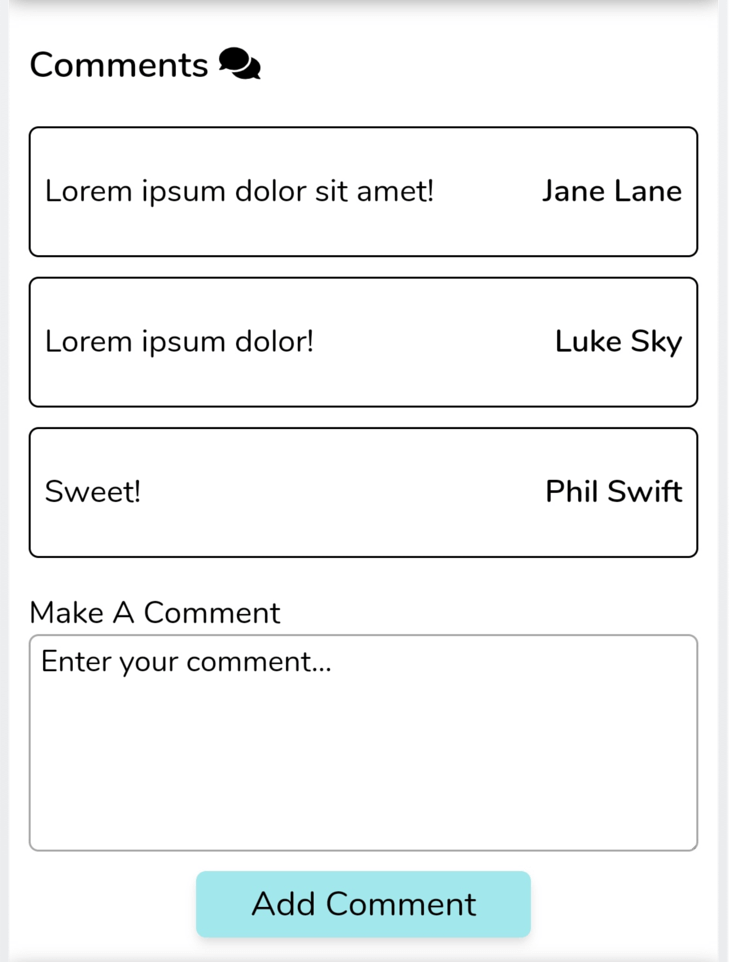 Comments
Lorem ipsum dolor sit amet! Jane Lane
Lorem ipsum dolor! Luke Sky
Sweet! Phil Swift
Make A Comment
Enter your comment...
Add Comment